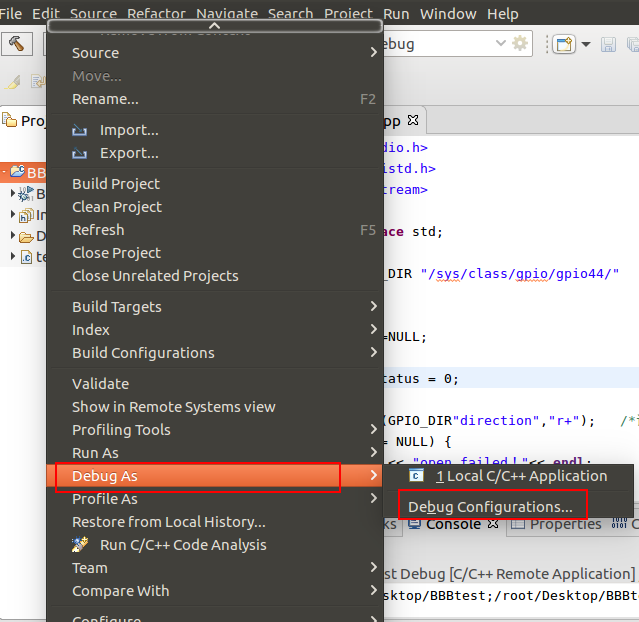 File Edit Source Refactor Navigate Search Project Run Window Help
ebug
Source
Move...
Rename... F2
Import...
Export...
Build Project
Clean Project
Refresh F5
Close Project
Close Unrelated Projects
Build Targets
Index
Build Configurations
Validate
Show in Remote Systems view
Profiling Tools
Run As
Debug As
Profile As
Restore from Local History...
Run C/C++ Code Analysis
Team
Compare With
Configure
1 Local C/C++ Application
Debug Configurations...
Proj
BB
B
In
D
te
pp
dio.h>
istd.h>
tream>
ace std;
_DIR "/sys/class/gpio/gpio44/"
=NULL;
tatus = 0;
(GPIO_DIR"direction","r+"); /*
= NULL) {
<< "open failed!"<< endl;
ks Console Properties
st Debug [C/C++ Remote Application]
sktop/BBBtest;/root/Desktop/BBBt